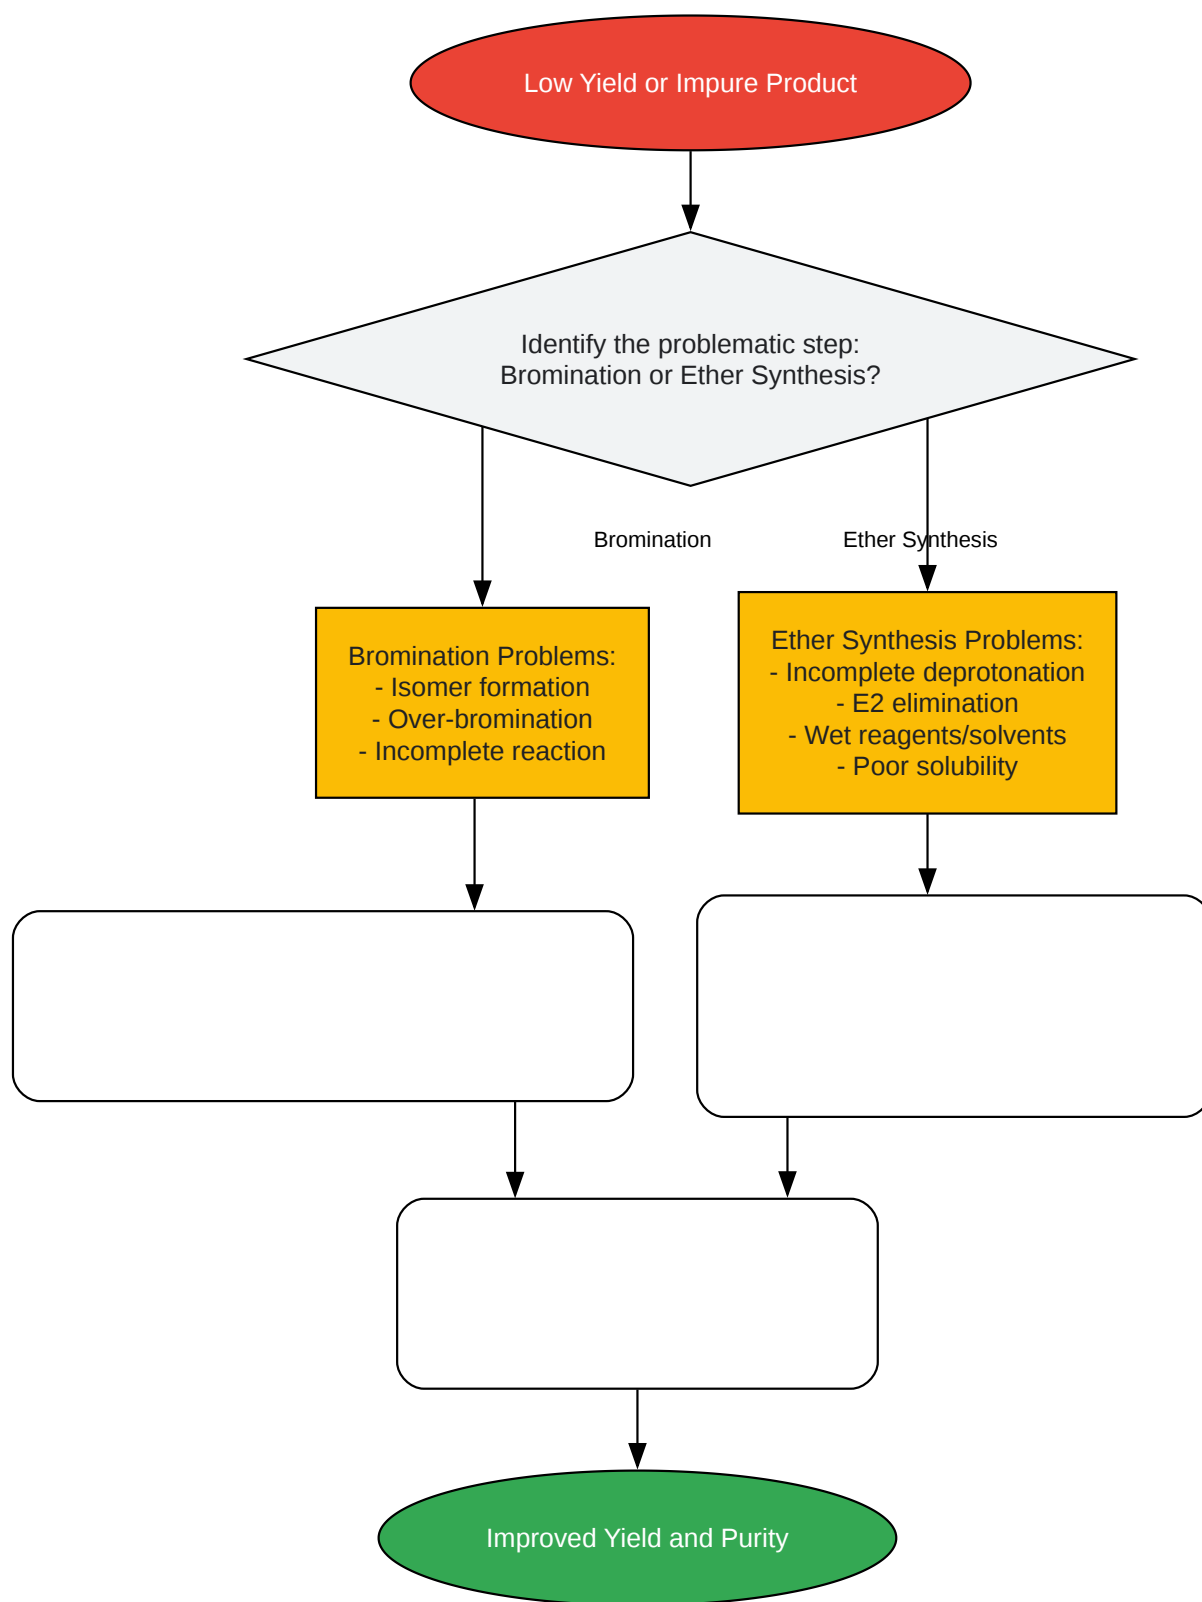 Low Yield or Impure Product
Identify the problematic step:
Bromination or Ether Synthesis?
Bromination
Ether Synthesis
Bromination Problems:
- Isomer formation
- Over-bromination
- Incomplete reaction
Ether Synthesis Problems:
- Incomplete deprotonation
- E2 elimination
- Wet reagents/solvents
- Poor solubility
Improved Yield and Purity